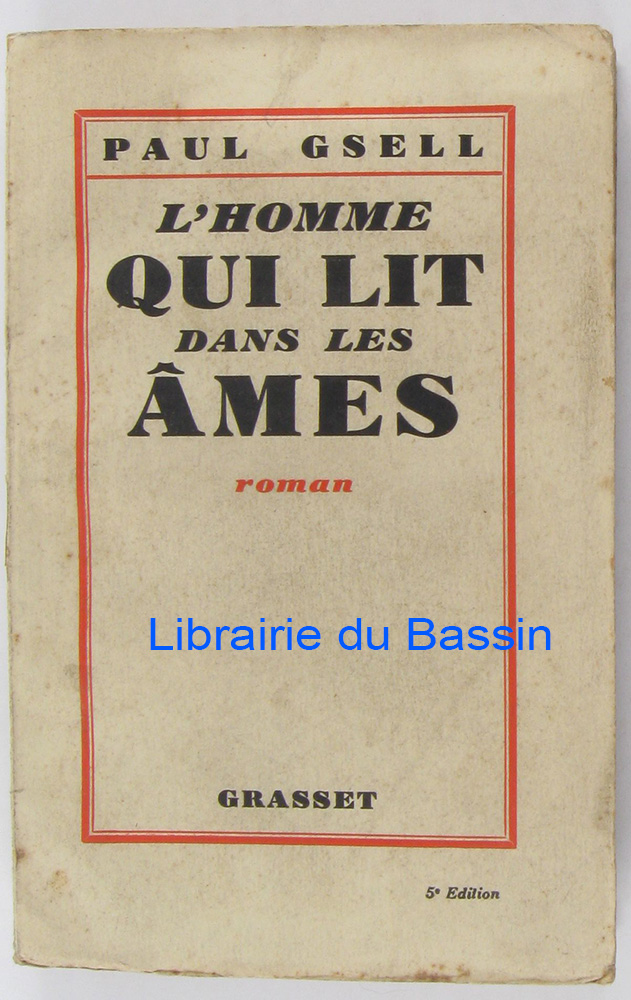 PAUL GSELL
L'HOMME
QUI LIT
DANS LES
ÂMES
roman
Librairie du Bassin
GRASSET
5e Edition